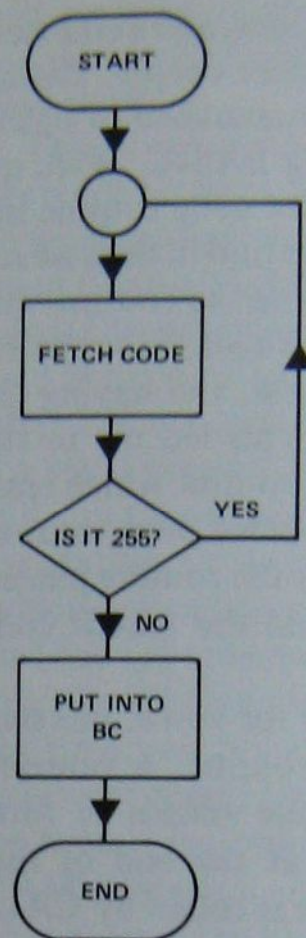 START
FETCH CODE
IS IT 255?
YES
NO
PUT INTO
BC
END